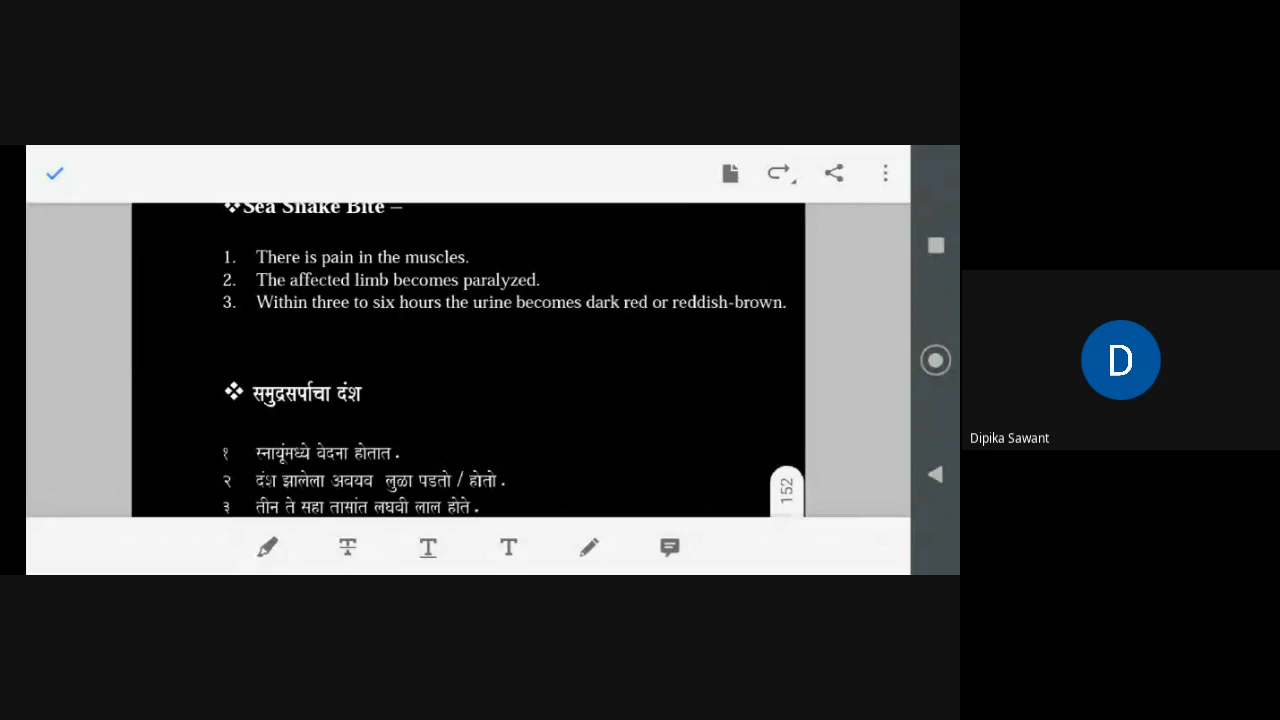 ❖Sea Snake Bite –
1. There is pain in the muscles.
2. The affected limb becomes paralyzed.
3. Within three to six hours the urine becomes dark red or reddish-brown.
❖ समुद्रसर्पाचा दंश
१ स्नायूंमध्ये वेदना होतात .
२ दंश झालेला अवयव लुळा पडतो / होतो .
३ तीन ते सहा तासांत लघवी लाल होते .
152
D
Dipika Sawant